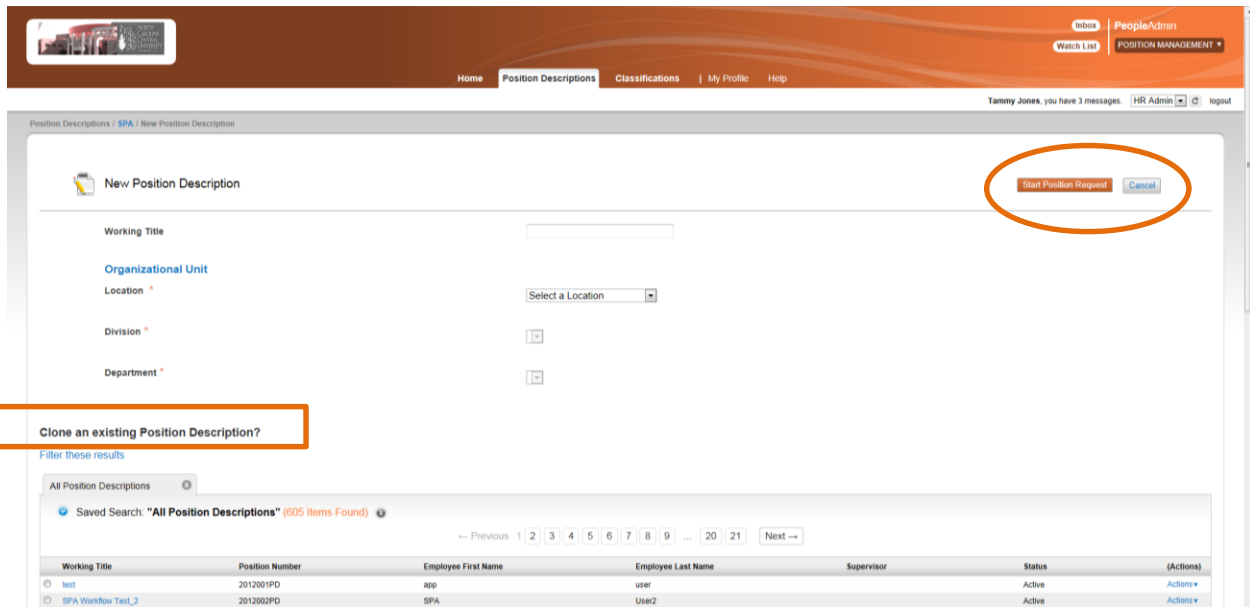 NORTH
CAROLINA
CENTRAL
UNIVERSITY
Inbox PeopleAdmin
Watch List POSITION MANAGEMENT
Home Position Descriptions Classifications | My Profile Help
Tammy Jones, you have 3 messages. HR Admin logout
Position Descriptions / SPA / New Position Description
New Position Description Start Position Request Cancel
Working Title
Organizational Unit
Location * Select a Location
Division *
Department *
Clone an existing Position Description?
Filter these results
All Position Descriptions
Saved Search: "All Position Descriptions" (605 Items Found)
← Previous 1 2 3 4 5 6 7 8 9 ... 20 21 Next →
Working Title Position Number Employee First Name Employee Last Name Supervisor Status (Actions)
test 2012001PD app user Active Actions
SPA Workflow Test_2 2012002PD SPA User2 Active Actions